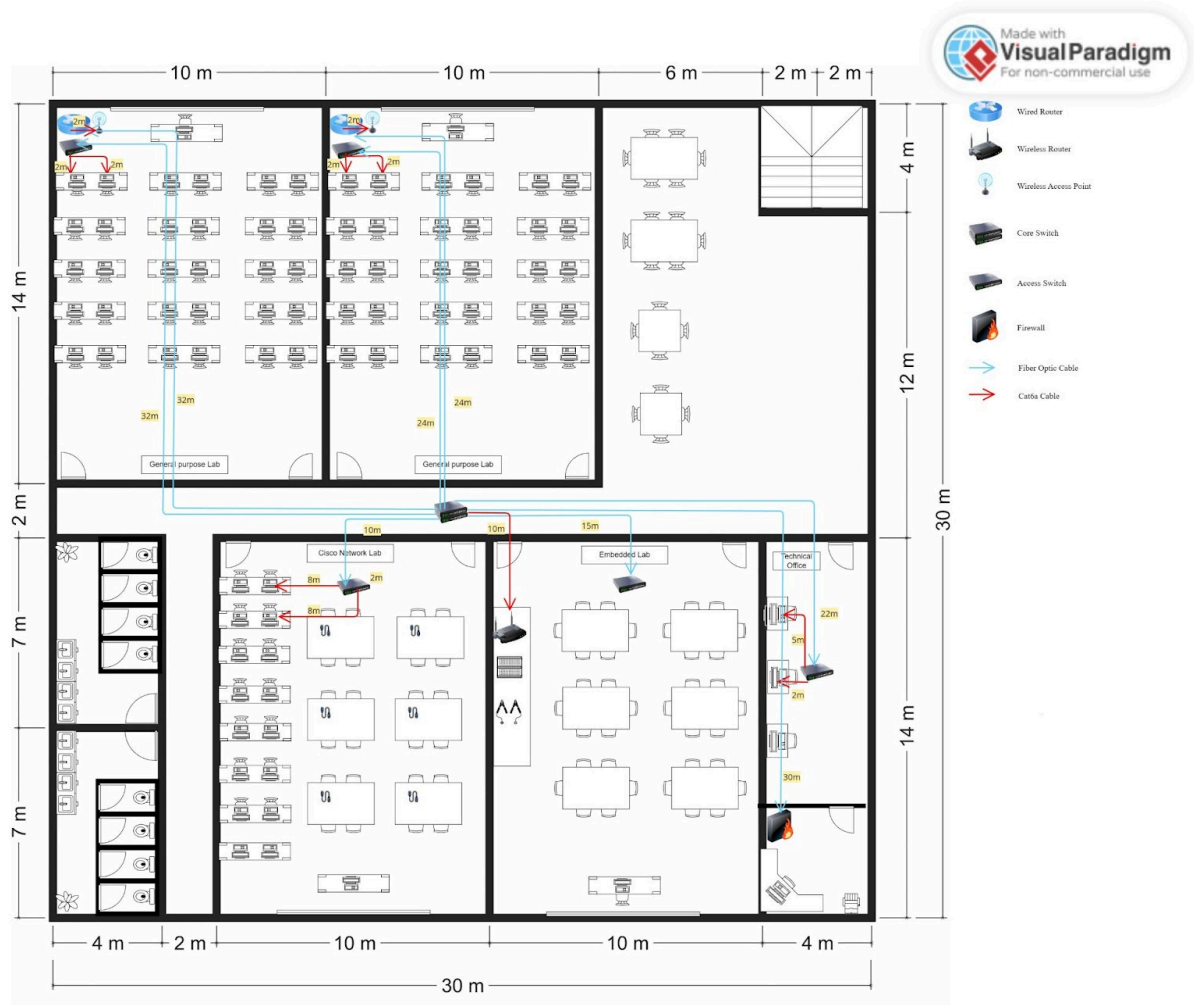 Made with
Visual Paradigm
For non-commercial use
10 m
10 m
6 m
2 m
2 m
Wired Router
Wireless Router
Wireless Access Point
Core Switch
Access Switch
Firewall
Fiber Optic Cable
Cat6a Cable
2m
2m
2m
2m
2m
2m
4 m
14 m
12 m
32m
32m
24m
24m
General purpose Lab
General purpose Lab
2 m
30 m
10m
10m
15m
Cisco Network Lab
Embedded Lab
Technical
Office
8m
2m
8m
22m
5m
2m
7 m
14 m
30m
7 m
4 m
2 m
10 m
10 m
4 m
30 m